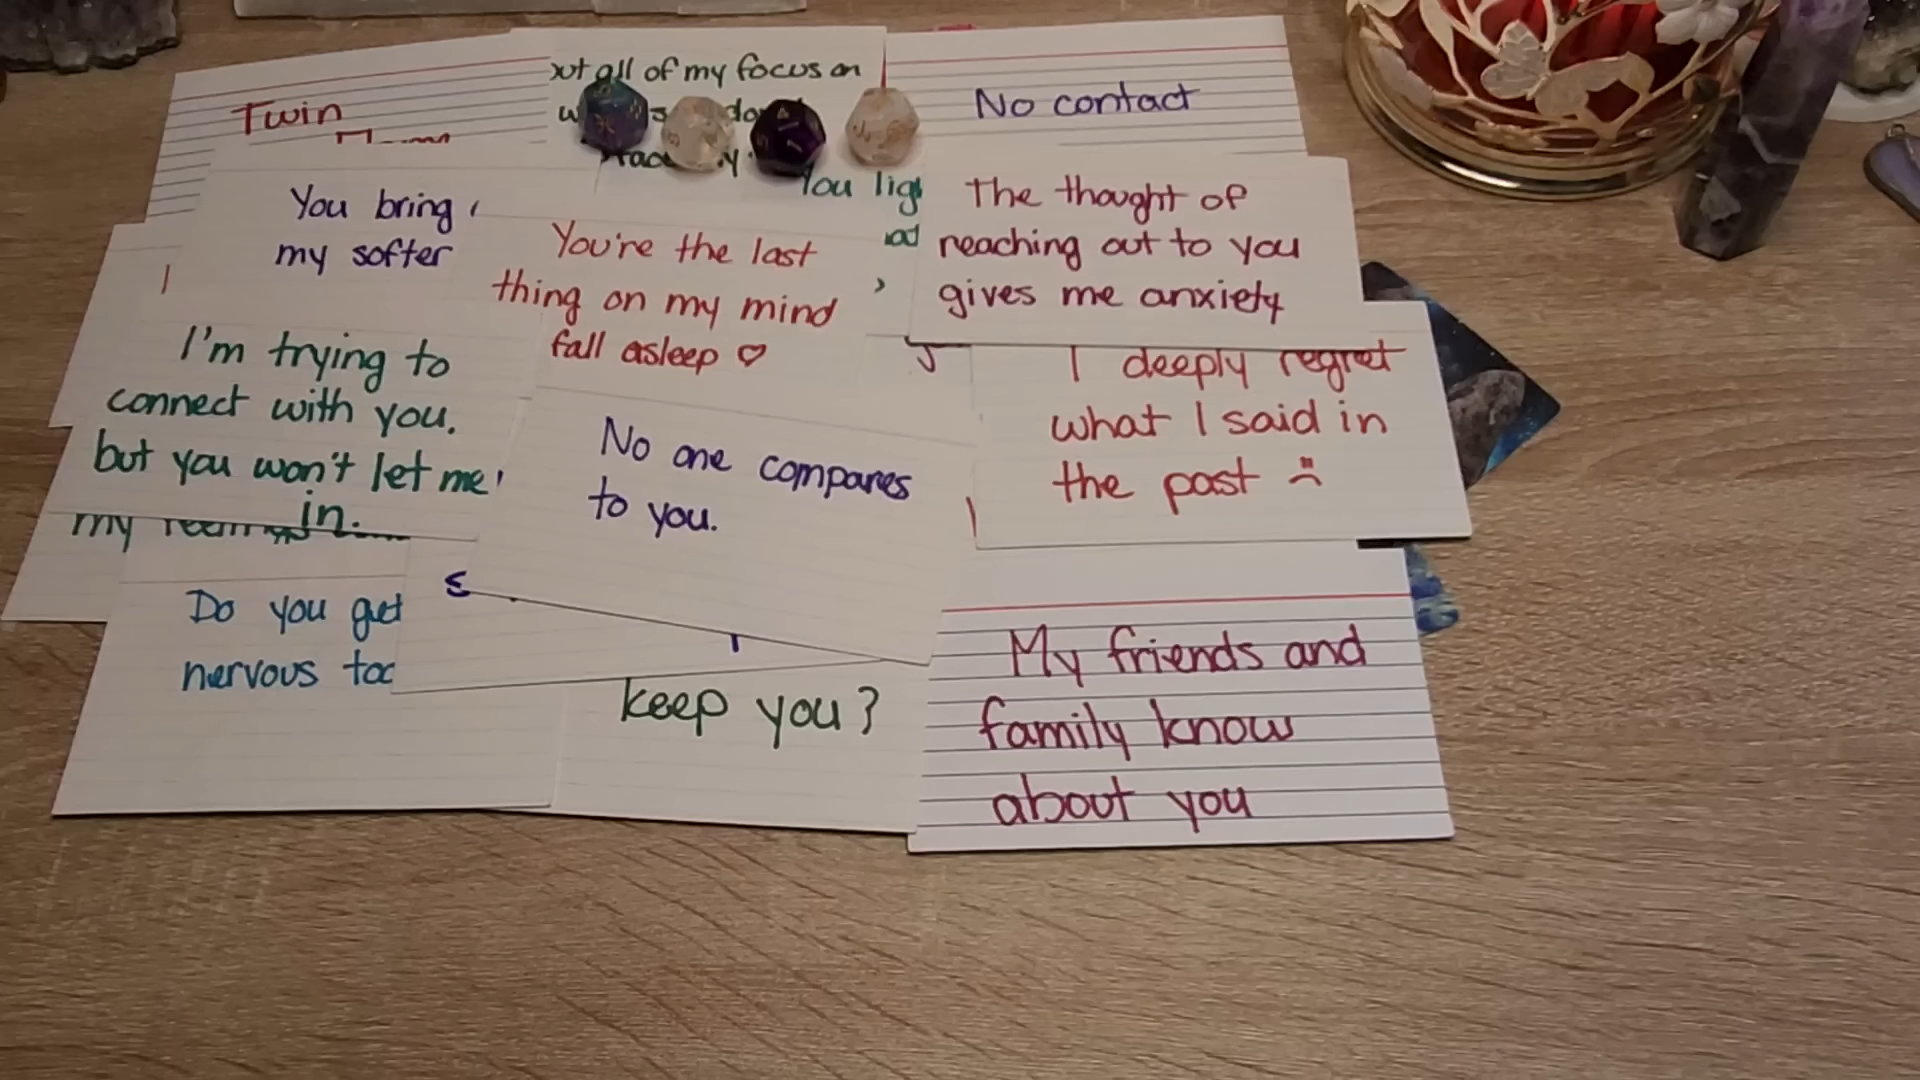 Twin
all of my focus on
No contact
You bring
my softer
You
The thought of
reaching out to you
gives me anxiety
You're the last
thing on my mind
fall asleep ♡
I'm trying to
connect with you.
but you won't let me
in.
I deeply regret
what I said in
the past
No one compares
to you.
my
Do you get
nervous
keep you?
My friends and
family know
about you